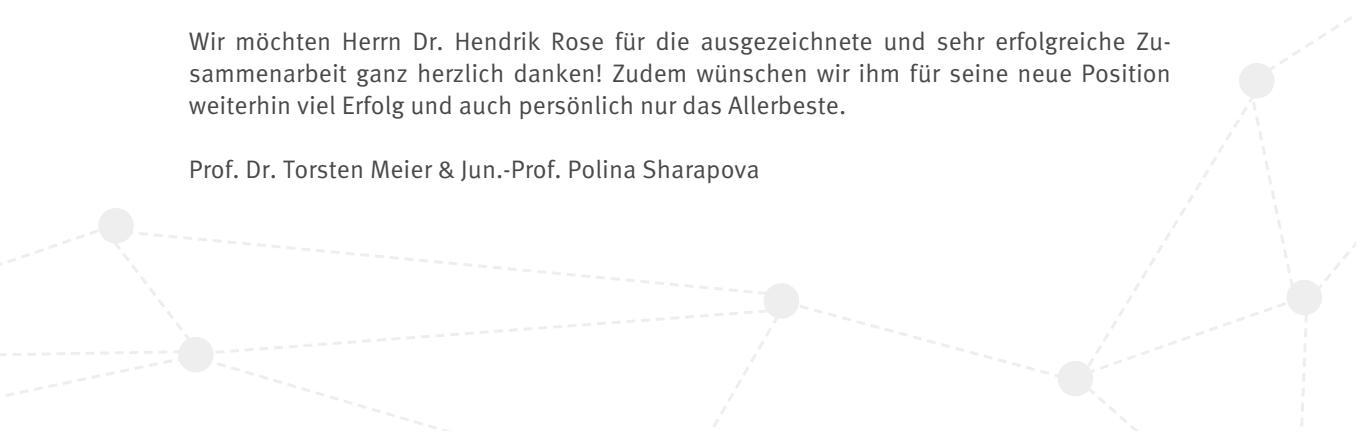 Wir möchten Herrn Dr. Hendrik Rose für die ausgezeichnete und sehr erfolgreiche Zu-
sammenarbeit ganz herzlich danken! Zudem wünschen wir ihm für seine neue Position
weiterhin viel Erfolg und auch persönlich nur das Allerbeste.
Prof. Dr. Torsten Meier & Jun.-Prof. Polina Sharapova